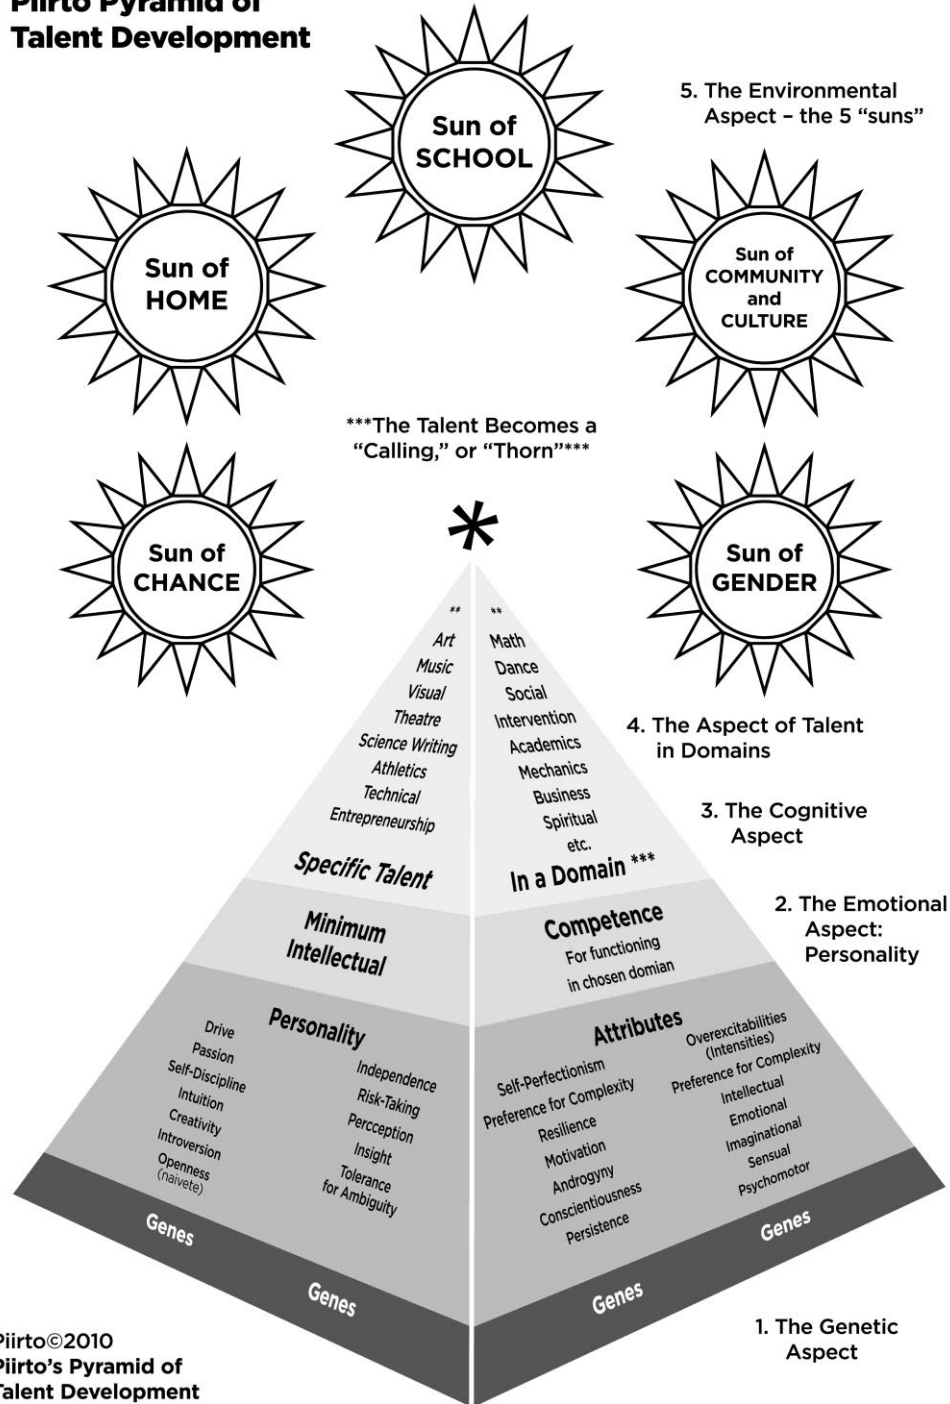 Piirto Pyramid of
Talent Development
Sun of
SCHOOL
5. The Environmental
Aspect – the 5 “suns”
Sun of
HOME
Sun of
COMMUNITY
and
CULTURE
***The Talent Becomes a
“Calling,” or “Thorn”***
*
Sun of
CHANCE
Sun of
GENDER
**
Art
Music
Visual
Theatre
Science Writing
Athletics
Technical
Entrepreneurship
Specific Talent
**
Math
Dance
Social
Intervention
Academics
Mechanics
Business
Spiritual
etc.
In a Domain ***
4. The Aspect of Talent
in Domains
3. The Cognitive
Aspect
2. The Emotional
Aspect:
Personality
Minimum
Intellectual
Competence
For functioning
in chosen domian
Personality
Drive
Passion
Self-Discipline
Intuition
Creativity
Introversion
Openness
(naivete)
Independence
Risk-Taking
Percception
Insight
Tolerance
for Ambiguity
Attributes
Self-Perfectionism
Preference for Complexity
Resilience
Motivation
Androgyny
Conscientiousness
Persistence
Overexcitabilities
(Intensities)
Preference for Complexity
Intellectual
Emotional
Imaginational
Sensual
Psychomotor
Genes
Genes
Genes
Genes
1. The Genetic
Aspect
Piirto©2010
Piirto’s Pyramid of
Talent Development